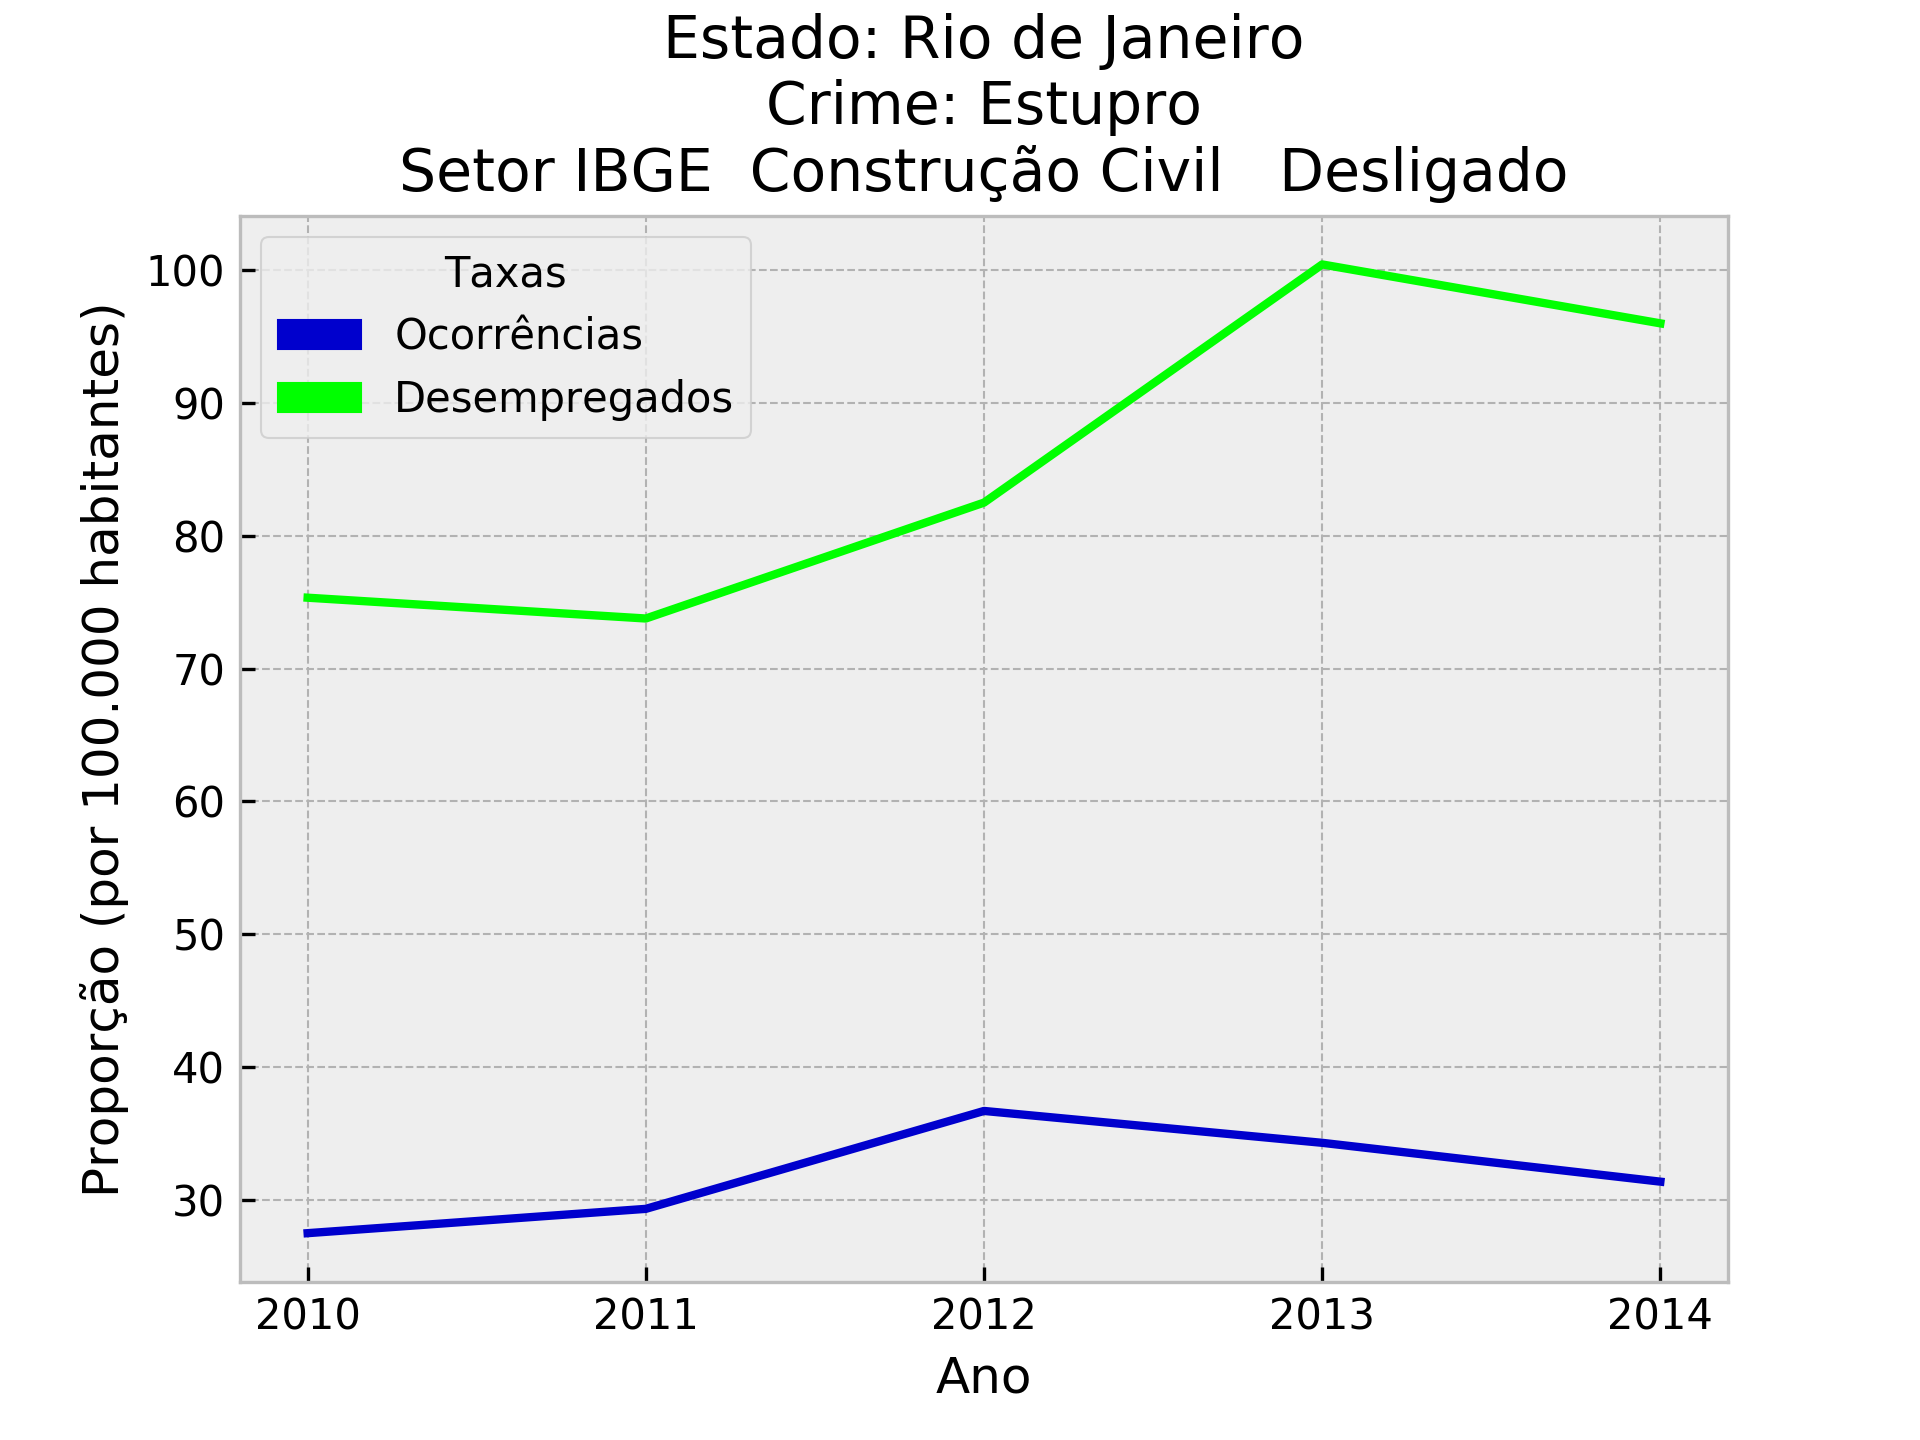 Estado: Rio de Janeiro
Crime: Estupro
Setor IBGE  Construção Civil   Desligado
Taxas
Ocorrências
Desempregados
Proporção (por 100.000 habitantes)
100
90
80
70
60
50
40
30
2010 2011 2012 2013 2014
Ano